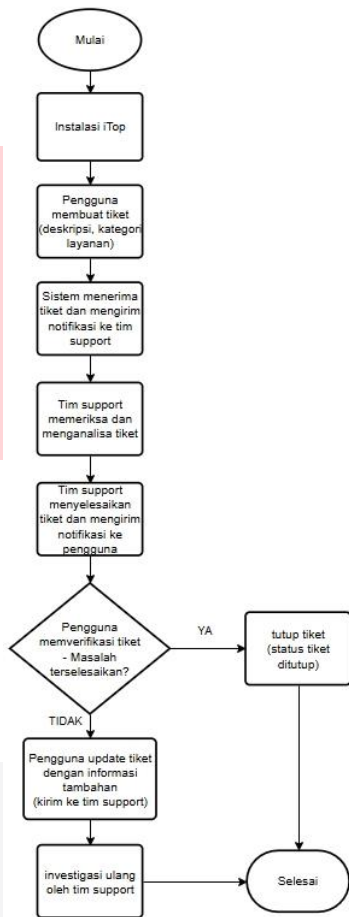 Mulai
Instalasi iTop
Pengguna
membuat tiket
(deskripsi, kategori
layanan)
Sistem menerima
tiket dan mengirim
notifikasi ke tim
support
Tim support
memeriksa dan
menganalisa tiket
Tim support
menyelesaikan
tiket dan mengirim
notifikasi ke
pengguna
Pengguna
memverifikasi tiket
- Masalah
terselesaikan?
YA
tutup tiket
(status tiket
ditutup)
TIDAK
Pengguna update tiket
dengan informasi
tambahan
(kirim ke tim support)
investigasi ulang
oleh tim support
Selesai